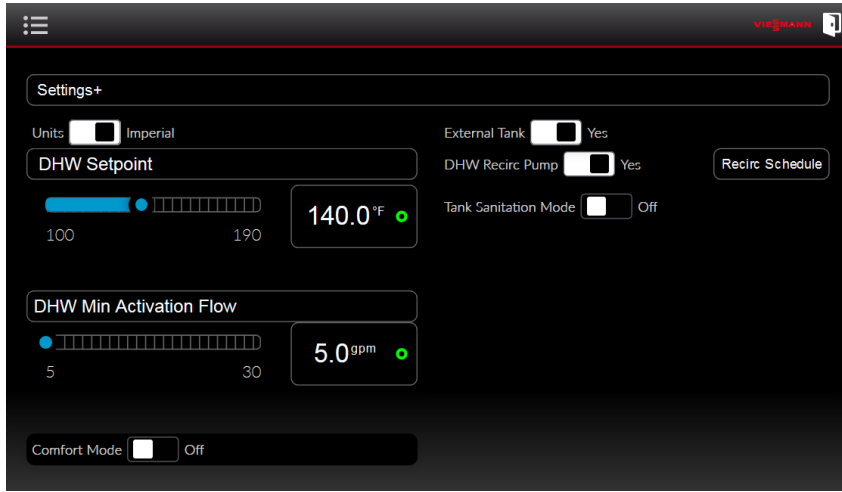 VIESMANN
Settings+
Units Imperial
External Tank Yes
DHW Setpoint
DHW Recirc Pump Yes
Recirc Schedule
100 190
140.0°F
Tank Sanitation Mode Off
DHW Min Activation Flow
5 30
5.0gpm
Comfort Mode Off